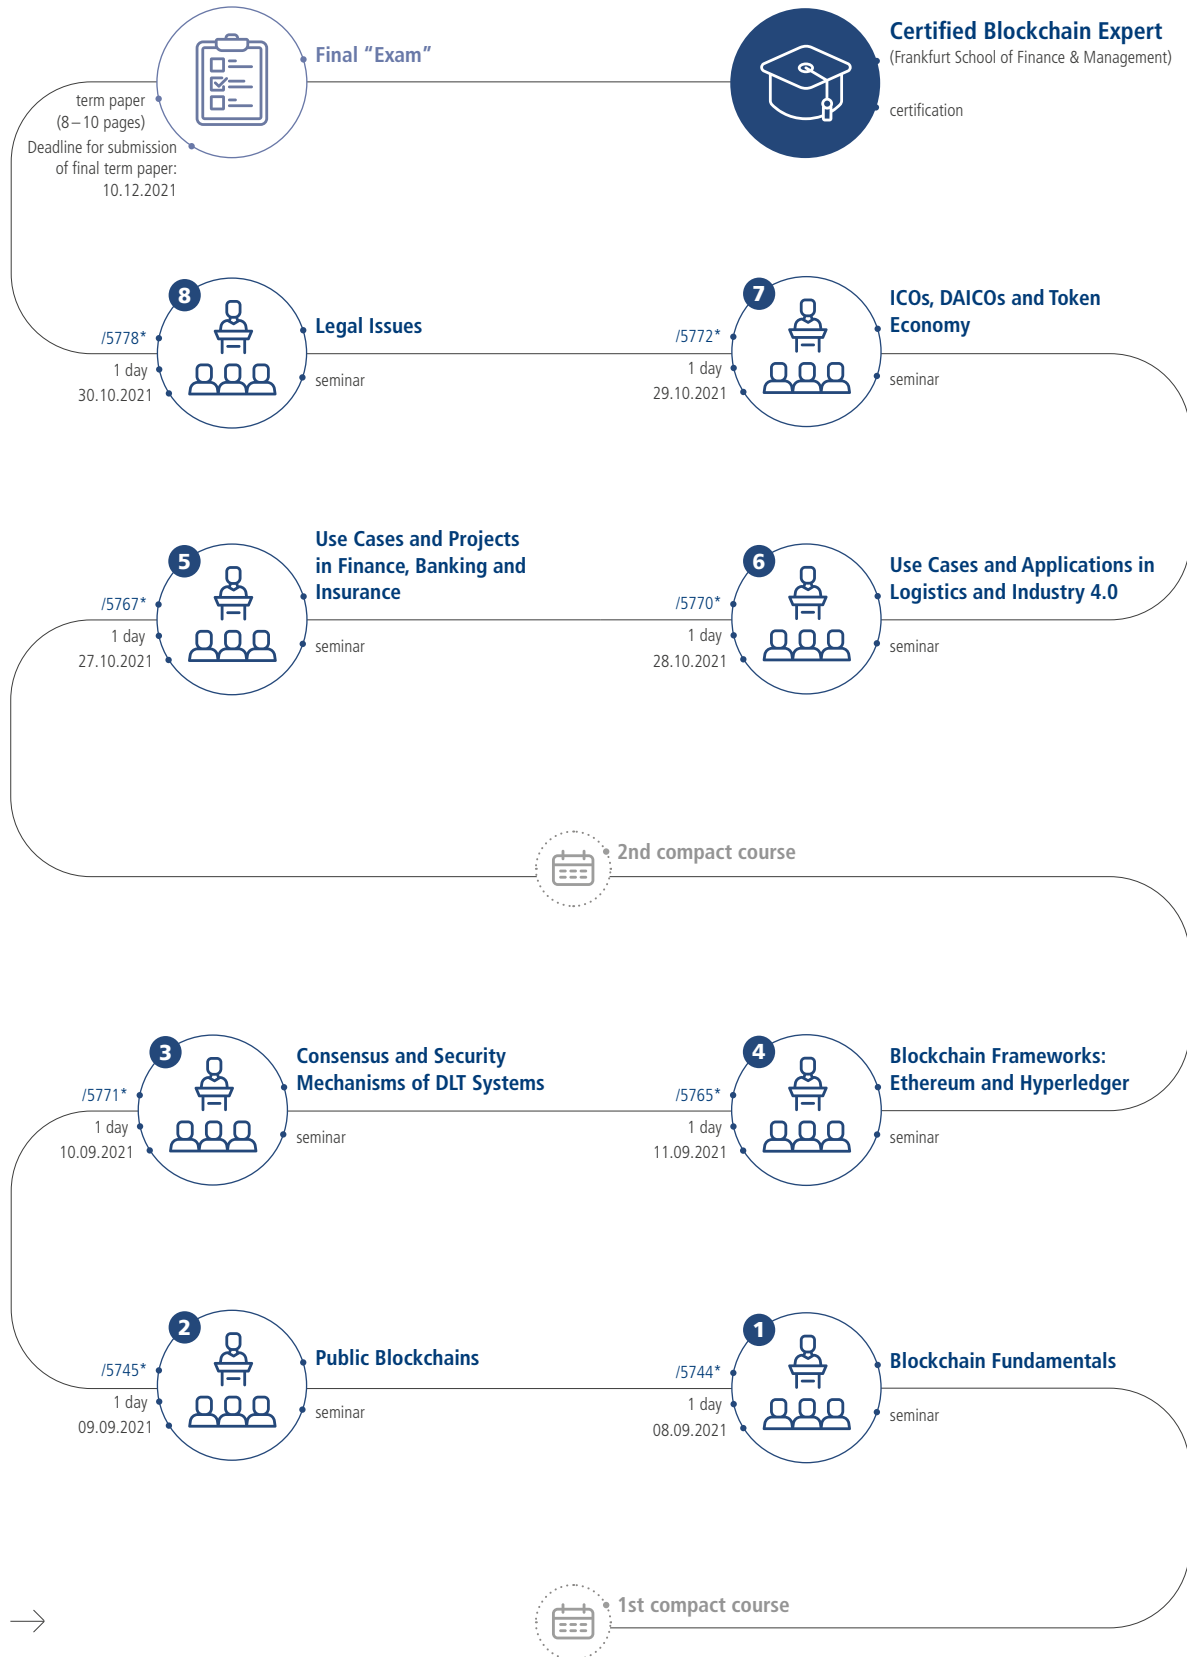 Final “Exam”
term paper
(8 – 10 pages)
Deadline for submission
of final term paper:
10.12.2021
Certified Blockchain Expert
(Frankfurt School of Finance & Management)
certification
8
/5778*
1 day
30.10.2021
Legal Issues
seminar
7
/5772*
1 day
29.10.2021
ICOs, DAICOs and Token
Economy
seminar
5
/5767*
1 day
27.10.2021
Use Cases and Projects
in Finance, Banking and
Insurance
seminar
6
/5770*
1 day
28.10.2021
Use Cases and Applications in
Logistics and Industry 4.0
seminar
2nd compact course
3
/5771*
1 day
10.09.2021
Consensus and Security
Mechanisms of DLT Systems
seminar
4
/5765*
1 day
11.09.2021
Blockchain Frameworks:
Ethereum and Hyperledger
seminar
2
/5745*
1 day
09.09.2021
Public Blockchains
seminar
1
/5744*
1 day
08.09.2021
Blockchain Fundamentals
seminar
1st compact course